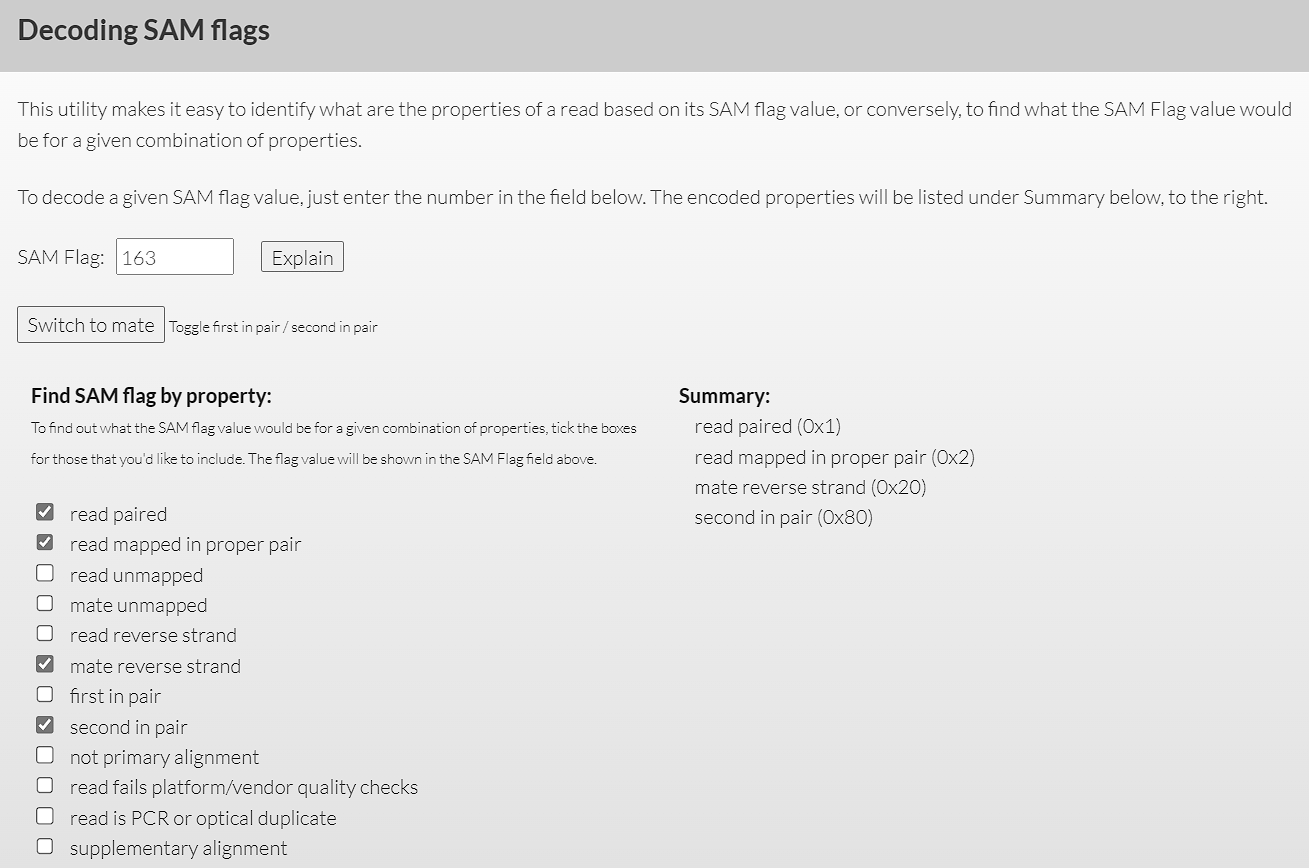 Decoding SAM flags
This utility makes it easy to identify what are the properties of a read based on its SAM flag value, or conversely, to find what the SAM Flag value would
be for a given combination of properties.
To decode a given SAM flag value, just enter the number in the field below. The encoded properties will be listed under Summary below, to the right.
SAM Flag: 163 Explain
Switch to mate Toggle first in pair / second in pair
Find SAM flag by property:
To find out what the SAM flag value would be for a given combination of properties, tick the boxes
for those that you'd like to include. The flag value will be shown in the SAM Flag field above.
read paired
read mapped in proper pair
read unmapped
mate unmapped
read reverse strand
mate reverse strand
first in pair
second in pair
not primary alignment
read fails platform/vendor quality checks
read is PCR or optical duplicate
supplementary alignment
Summary:
read paired (0x1)
read mapped in proper pair (0x2)
mate reverse strand (0x20)
second in pair (0x80)